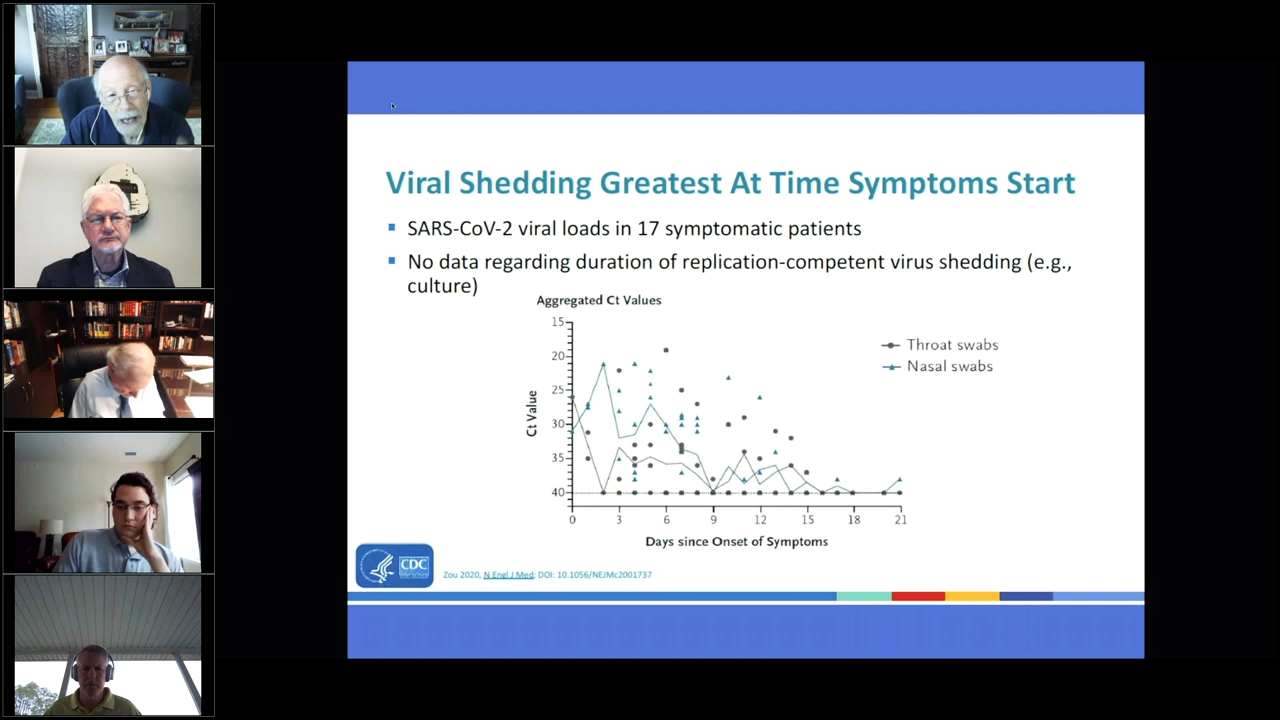 Viral Shedding Greatest At Time Symptoms Start
SARS-CoV-2 viral loads in 17 symptomatic patients
No data regarding duration of replication-competent virus shedding (e.g.,
culture)
Aggregated Ct Values
15
20
25
30
35
40
Ct Value
0 3 6 9 12 15 18 21
Days since Onset of Symptoms
Throat swabs
Nasal swabs
CDC
Zou 2020, N Engl J Med; DOI: 10.1056/NEJMc2001737